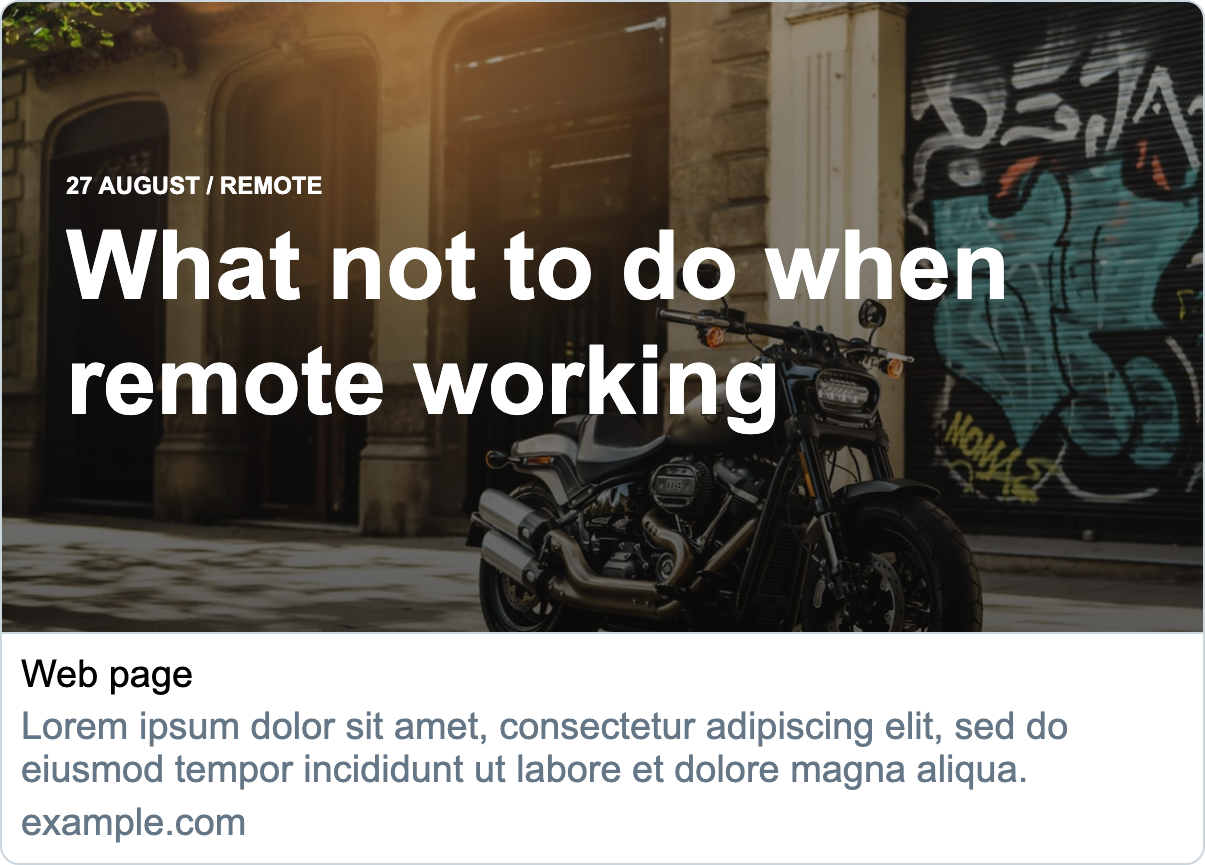 27 AUGUST / REMOTE
What not to do when
remote working
114
Web page
Lorem ipsum dolor sit amet, consectetur adipiscing elit, sed do
eiusmod tempor incididunt ut labore et dolore magna aliqua.
example.com